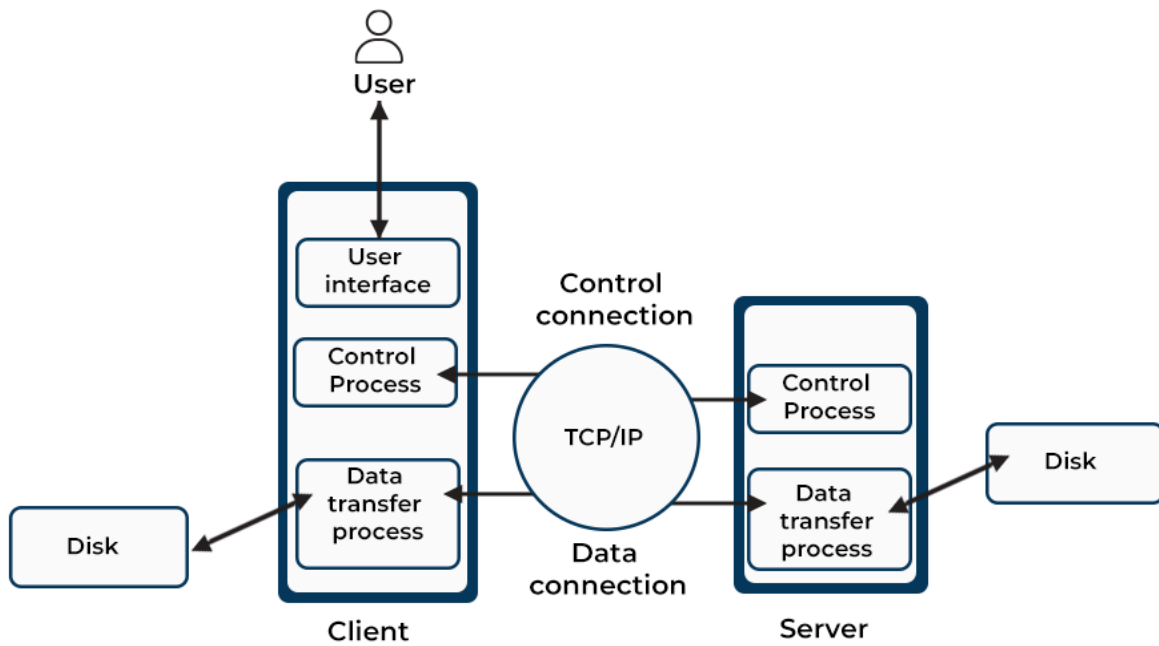 User
User
interface
Control
Process
Data
transfer
process
Disk
Client
Control
connection
TCP/IP
Data
connection
Control
Process
Data
transfer
process
Disk
Server